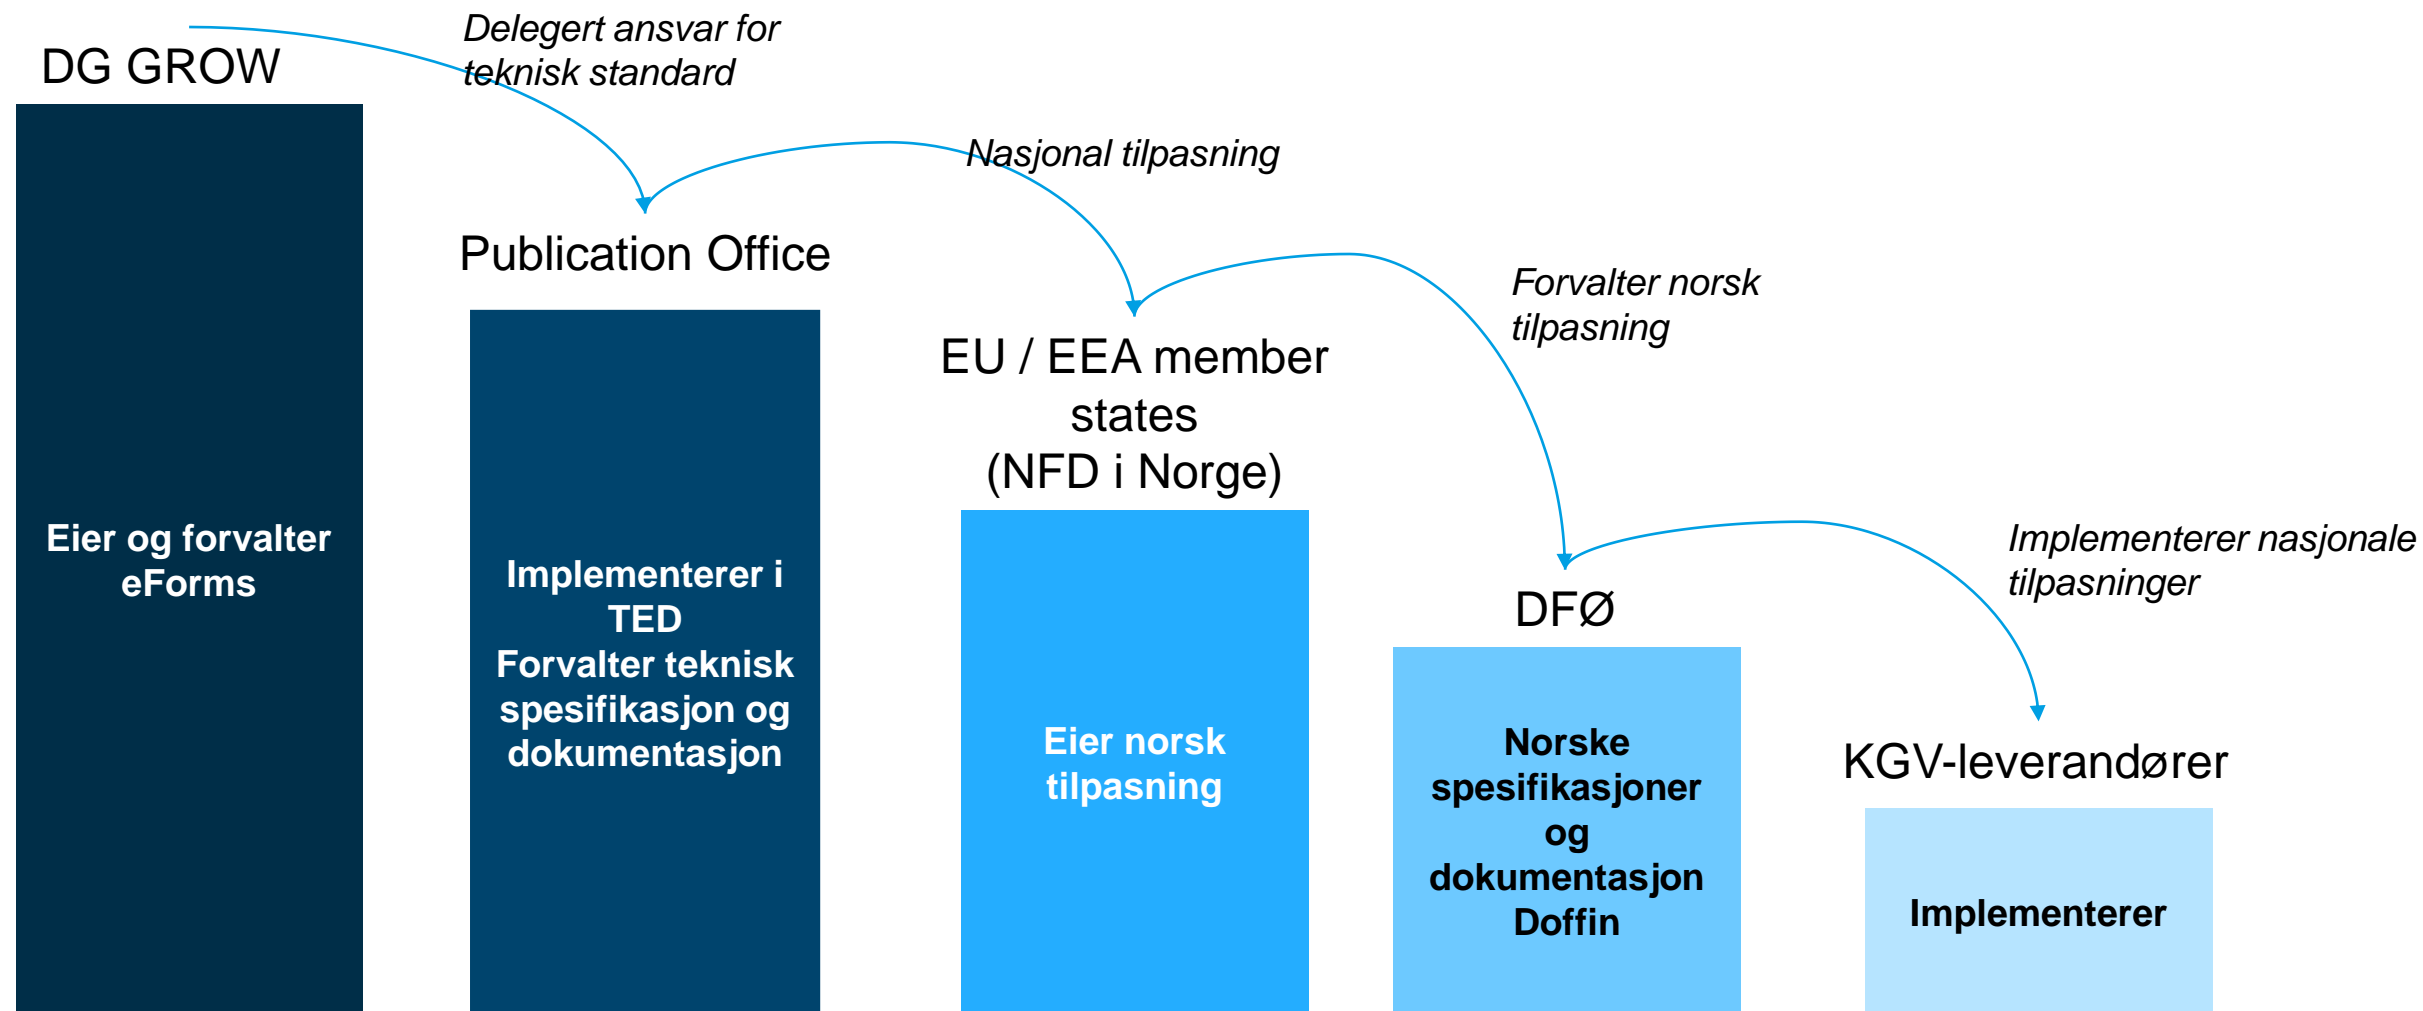 DG GROW
Delegert ansvar for
teknisk standard
Eier og forvalter
eForms
Publication Office
Nasjonal tilpasning
Implementerer i
TED
Forvalter teknisk
spesifikasjon og
dokumentasjon
EU / EEA member
states
(NFD i Norge)
Forvalter norsk
tilpasning
Eier norsk
tilpasning
DFØ
Implementerer nasjonale
tilpasninger
Norske
spesifikasjoner
og
dokumentasjon
Doffin
KGV-leverandører
Implementerer